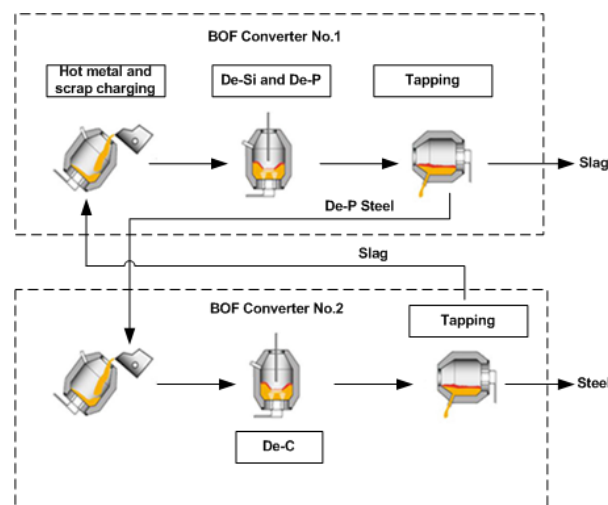 BOF Converter No.1
Hot metal and
scrap charging
De-Si and De-P
Tapping
Slag
De-P Steel
Slag
BOF Converter No.2
Tapping
Steel
De-C